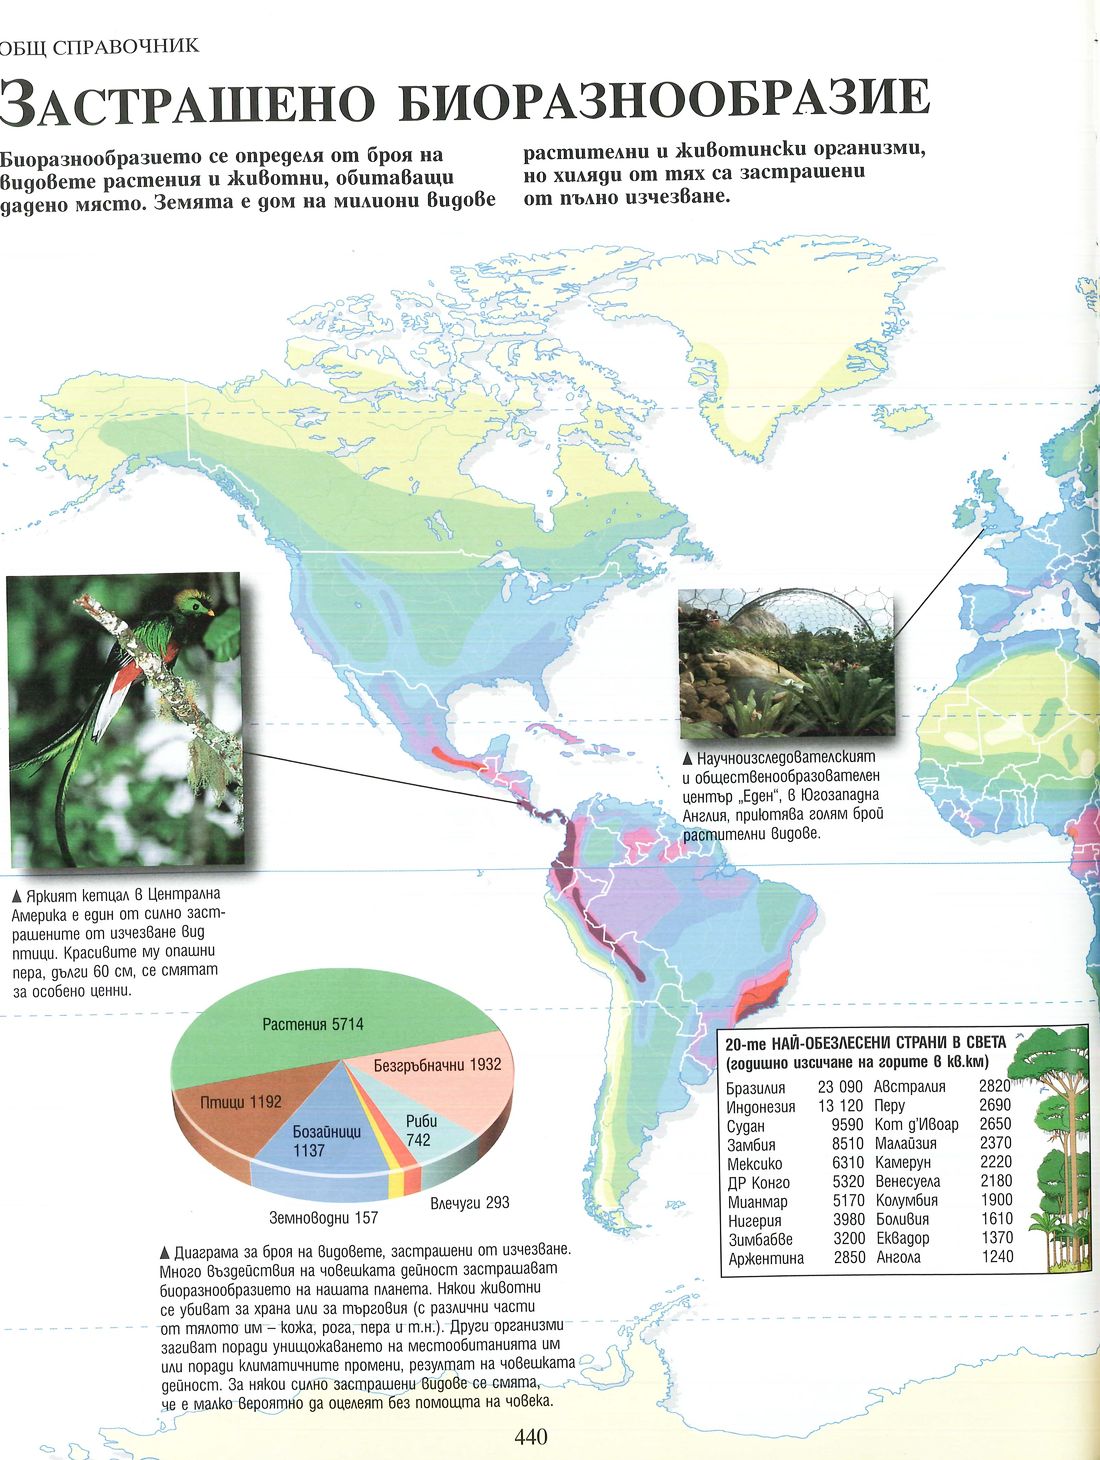 ОБЩ СПРАВОЧНИК
ЗАСТРАШЕНО БИОРАЗНООБРАЗИЕ
Биоразнообразието се определя от броя на
видовете растения и животни, обитаващи
дадено място. Земята е дом на милиони видове
растителни и животински организми,
но хиляди от тях са застрашени
от пълно изчезване.
▲ Научноизследователският
и общественообразователен
център „Еден“, в Югозападна
Англия, приютява голям брой
растителни видове.
▲ Яркият кетцал в Централна
Америка е един от силно заст-
рашените от изчезване вид
птици. Красивите му опашни
пера, дълги 60 см, се смятат
за особено ценни.
Растения 5714
Безгръбначни 1932
Птици 1192
Бозайници
1137
Риби
742
Влечуги 293
Земноводни 157
▲ Диаграма за броя на видовете, застрашени от изчезване.
Много въздействия на човешката дейност застрашават
биоразнообразието на нашата планета. Някои животни
се убиват за храна или за търговия (с различни части
от тялото им – кожа, рога, пера и т.н.). Други организми
загиват поради унищожаването на местообитанията им
или поради климатичните промени, резултат на човешката
дейност. За някои силно застрашени видове се смята,
че е малко вероятно да оцелеят без помощта на човека.
20-те НАЙ-ОБЕЗЛЕСЕНИ СТРАНИ В СВЕТА
(годишно изсичане на горите в кв.км)
Бразилия 23 090 Австралия 2820
Индонезия 13 120 Перу 2690
Судан 9590 Кот д'Ивоар 2650
Замбия 8510 Малайзия 2370
Мексико 6310 Камерун 2220
ДР Конго 5320 Венесуела 2180
Мианмар 5170 Колумбия 1900
Нигерия 3980 Боливия 1610
Зимбабве 3200 Еквадор 1370
Аржентина 2850 Ангола 1240
440